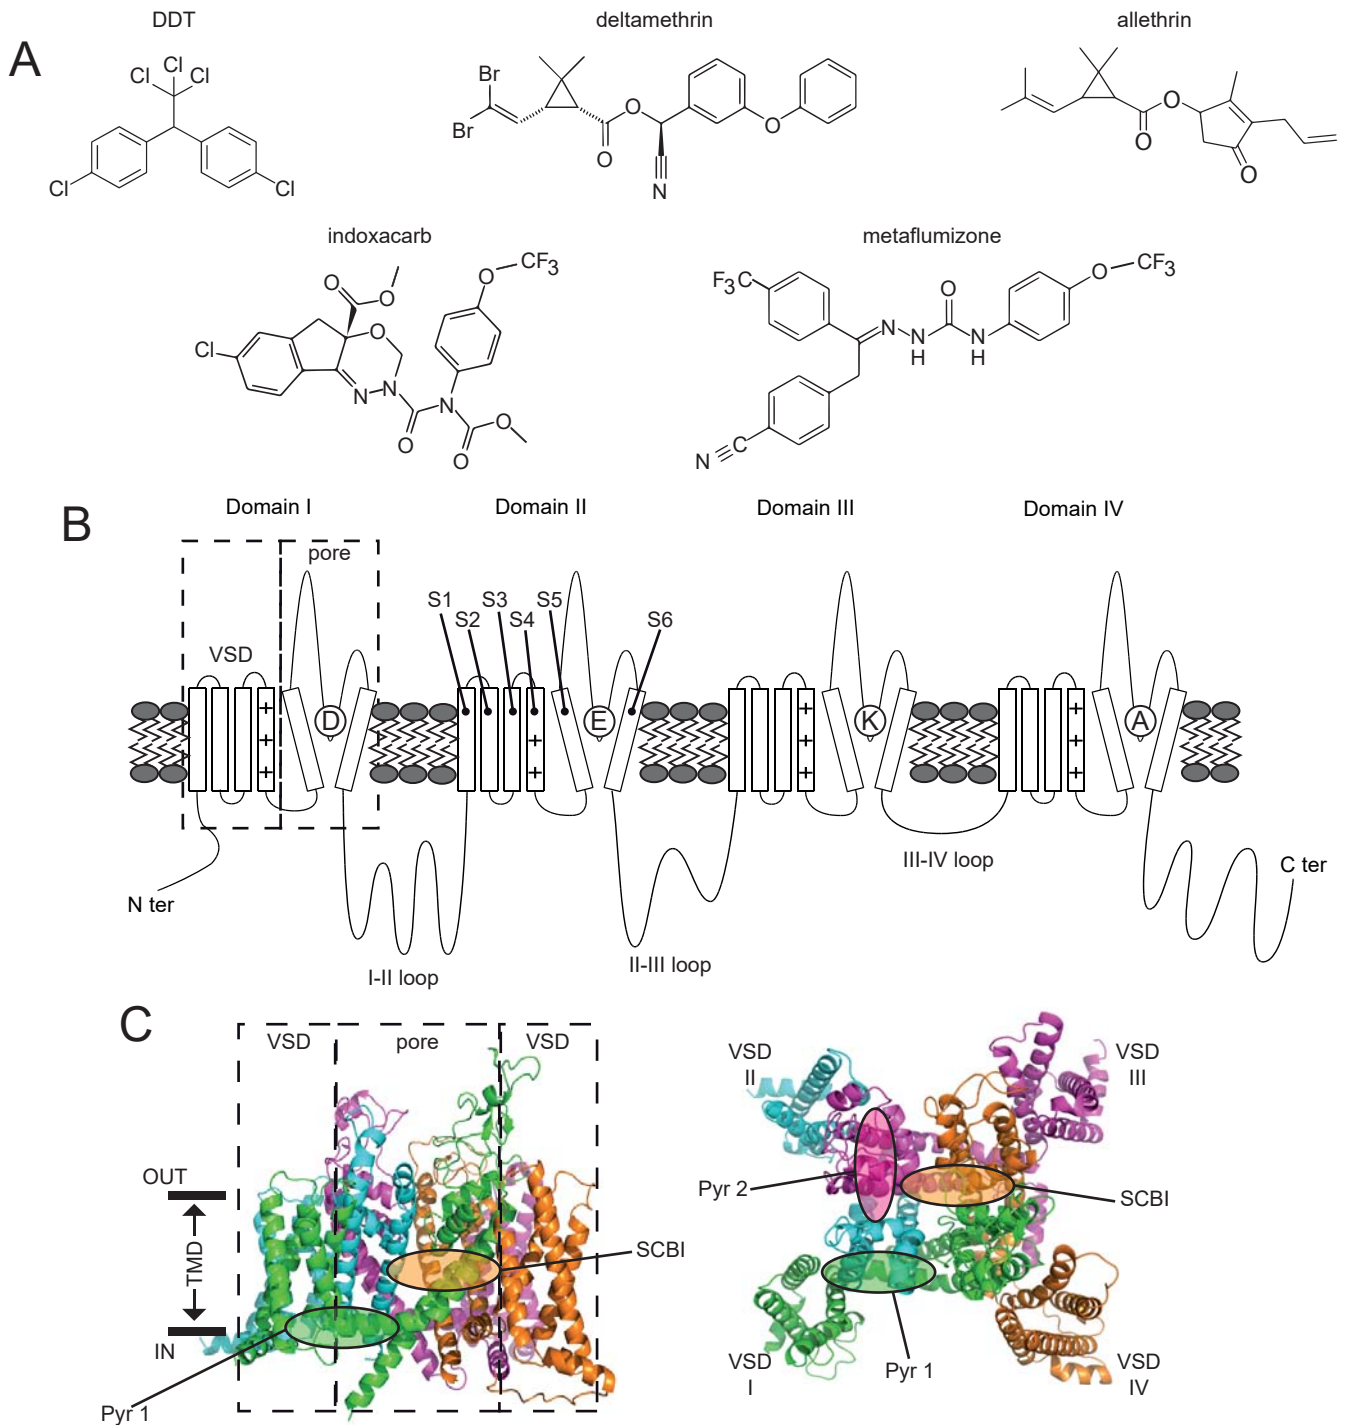 A
DDT
deltamethrin
allethrin
Cl
Cl
Cl
Cl
Cl
Br
Br
O
O
O
N
O
O
O
indoxacarb
metaflumizone
O
O
O
CF3
Cl
O
N
N
N
O
O
O
F3C
N
N
H
O
N
H
O
CF3
N
C
B
Domain I
Domain II
Domain III
Domain IV
pore
VSD
S1
S2
S3
S4
S5
S6
+
+
+
D
+
+
+
E
+
+
+
K
+
+
+
A
N ter
I-II loop
II-III loop
III-IV loop
C ter
C
VSD
pore
VSD
OUT
TMD
IN
Pyr 1
SCBI
VSD
II
VSD
III
Pyr 2
SCBI
VSD
I
Pyr 1
VSD
IV